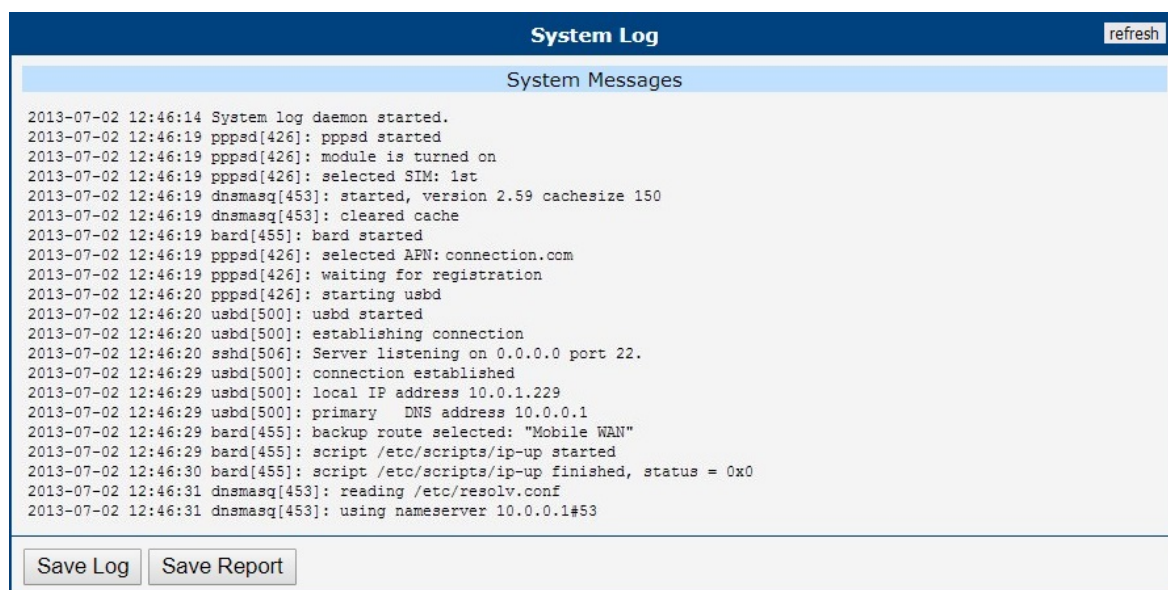 System Log
refresh
System Messages
2013-07-02 12:46:14 System log daemon started.
2013-07-02 12:46:19 pppsd[426]: pppsd started
2013-07-02 12:46:19 pppsd[426]: module is turned on
2013-07-02 12:46:19 pppsd[426]: selected SIM: 1st
2013-07-02 12:46:19 dnsmasq[453]: started, version 2.59 cachesize 150
2013-07-02 12:46:19 dnsmasq[453]: cleared cache
2013-07-02 12:46:19 bard[455]: bard started
2013-07-02 12:46:19 pppsd[426]: selected APN: connection.com
2013-07-02 12:46:19 pppsd[426]: waiting for registration
2013-07-02 12:46:20 pppsd[426]: starting usbd
2013-07-02 12:46:20 usbd[500]: usbd started
2013-07-02 12:46:20 usbd[500]: establishing connection
2013-07-02 12:46:20 sshd[506]: Server listening on 0.0.0.0 port 22.
2013-07-02 12:46:29 usbd[500]: connection established
2013-07-02 12:46:29 usbd[500]: local IP address 10.0.1.229
2013-07-02 12:46:29 usbd[500]: primary   DNS address 10.0.0.1
2013-07-02 12:46:29 bard[455]: backup route selected: "Mobile WAN"
2013-07-02 12:46:29 bard[455]: script /etc/scripts/ip-up started
2013-07-02 12:46:30 bard[455]: script /etc/scripts/ip-up finished, status = 0x0
2013-07-02 12:46:31 dnsmasq[453]: reading /etc/resolv.conf
2013-07-02 12:46:31 dnsmasq[453]: using nameserver 10.0.0.1#53
Save Log
Save Report